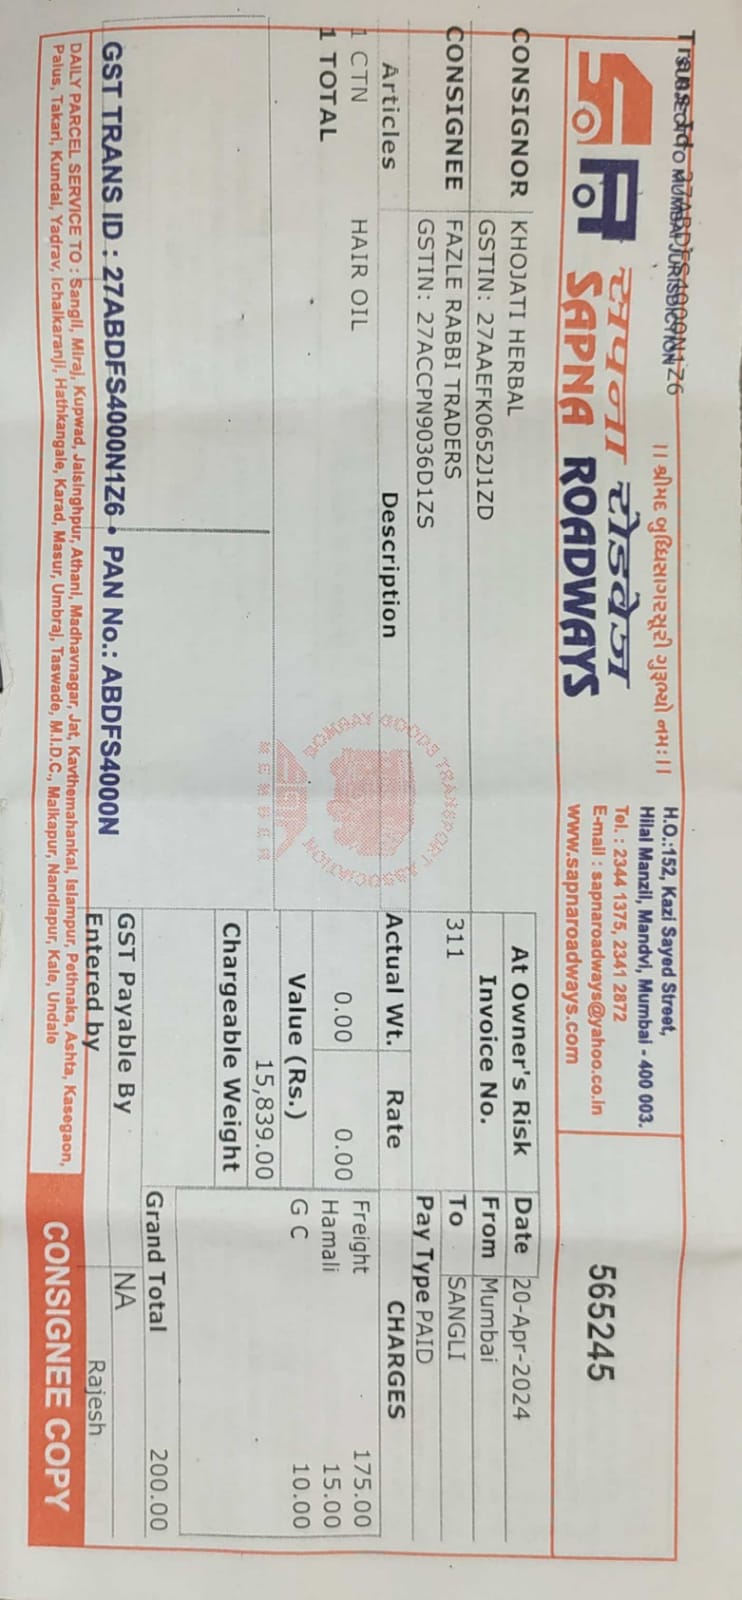 Trans Id 27ABDFS4000N1Z6
SUBJECT TO MUMBAI JURISDICTION
।। શ્રીમદ્ બુધ્ધિસાગરસૂરી ગુરૂભ્યો નમઃ ।।
सपना रोडवेज
SAPNA ROADWAYS
H.O.:152, Kazi Sayed Street,
Hilal Manzil, Mandvi, Mumbai - 400 003.
Tel. : 2344 1375, 2341 2872
E-mail : sapnaroadways@yahoo.co.in
www.sapnaroadways.com
565245
CONSIGNOR KHOJATI HERBAL
GSTIN: 27AAEFK0652J1ZD
CONSIGNEE FAZLE RABBI TRADERS
GSTIN: 27ACCPN9036D1ZS
At Owner's Risk
Invoice No.
311
Date 20-Apr-2024
From Mumbai
To SANGLI
Pay Type PAID
Articles Description Actual Wt. Rate CHARGES
1 CTN HAIR OIL 0.00 0.00
1 TOTAL
Freight 175.00
Hamali 15.00
G C 10.00
Value (Rs.)
15,839.00
Chargeable Weight
Grand Total 200.00
BOMBAY GOODS TRANSPORT ASSOCIATION
MEMBER
GST TRANS ID : 27ABDFS4000N1Z6 • PAN No.: ABDFS4000N
GST Payable By NA
Entered by Rajesh
DAILY PARCEL SERVICE TO : Sangli, Miraj, Kupwad, Jaisinghpur, Athani, Madhavnagar, Jat, Kavthemahankal, Islampur, Pethnaka, Ashta, Kasegaon,
Palus, Takari, Kundal, Yadrav, Ichalkaranji, Hathkangale, Karad, Masur, Umbraj, Taswade, M.I.D.C., Malkapur, Nandlapur, Kale, Undale
CONSIGNEE COPY